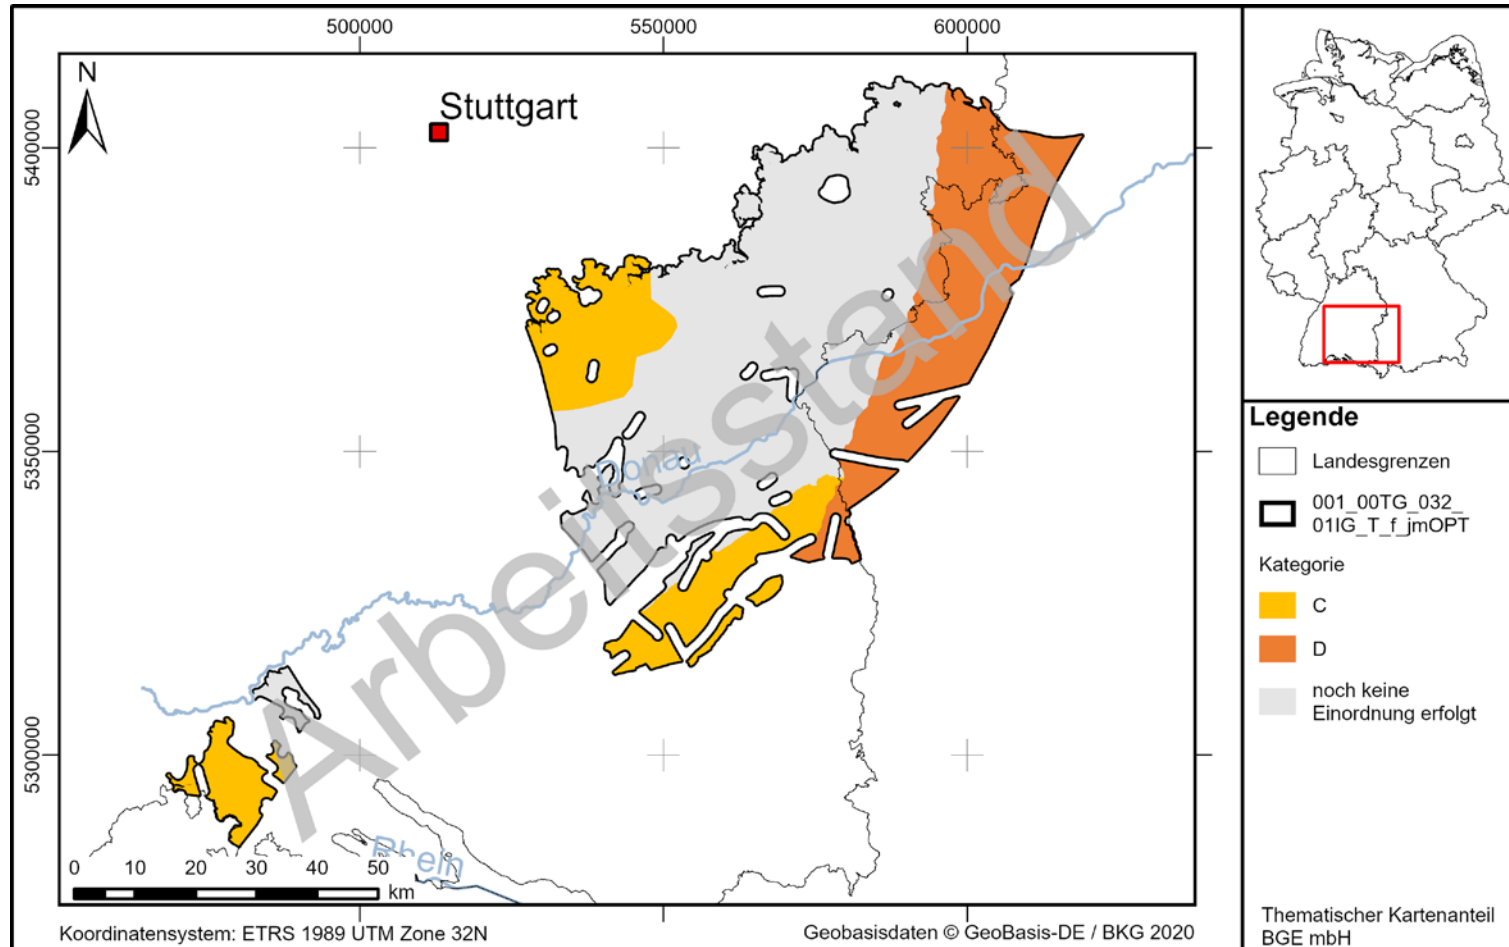 500000
550000
600000
N
Stuttgart
5400000
5350000
5300000
Donau
Arbeitsstand
Rhein
0 10 20 30 40 50
km
Koordinatensystem: ETRS 1989 UTM Zone 32N
Geobasisdaten © GeoBasis-DE / BKG 2020
Legende
Landesgrenzen
001_00TG_032_
01IG_T_f_jmOPT
Kategorie
C
D
noch keine
Einordnung erfolgt
Thematischer Kartenanteil
BGE mbH